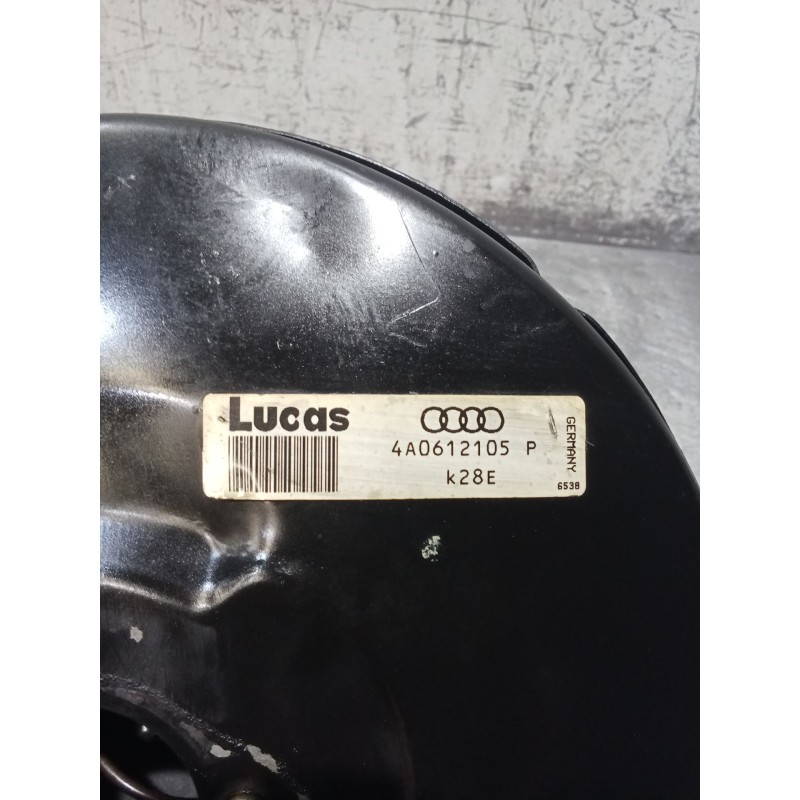 Lucas
4A0612105 P
k28E
GERMANY
6538